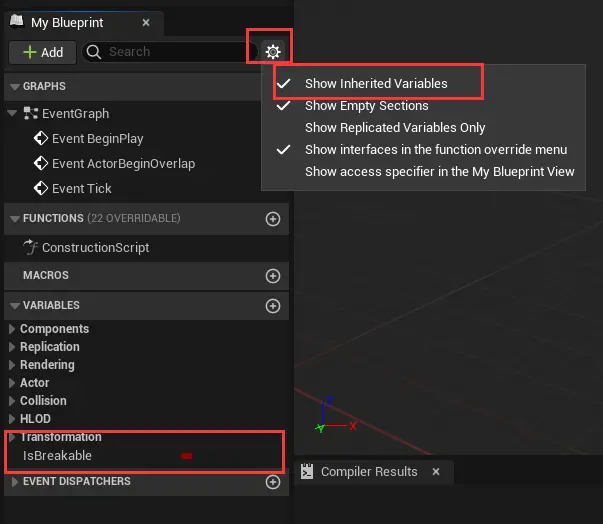 My Blueprint
Add
Search
Show Inherited Variables
GRAPHS
Show Empty Sections
EventGraph
Show Replicated Variables Only
Event BeginPlay
Show interfaces in the function override menu
Event ActorBeginOverlap
Show access specifier in the My Blueprint View
Event Tick
FUNCTIONS (22 OVERRIDABLE)
ConstructionScript
MACROS
VARIABLES
Components
Replication
Rendering
Actor
Collision
HLOD
Transformation
IsBreakable
EVENT DISPATCHERS
Z
X
Y
Compiler Results